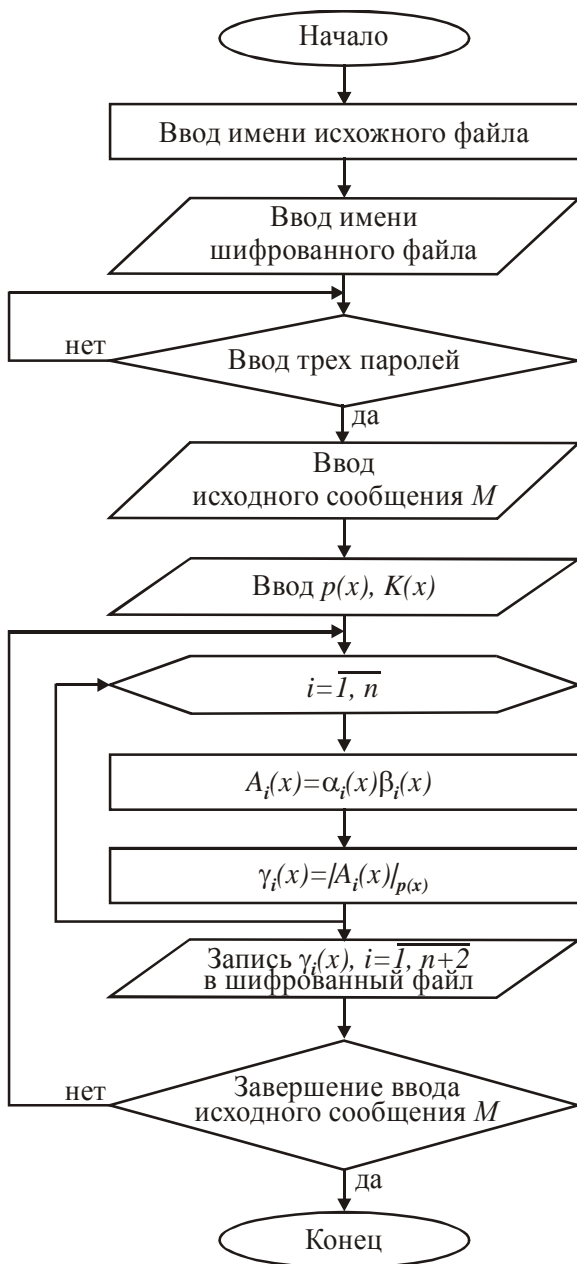 Начало
Ввод имени исхожного файла
Ввод имени
шифрованного файла
нет
Ввод трех паролей
да
Ввод
исходного сообщения M
Ввод p(x), K(x)
i=1, n
Aᵢ(x)=αᵢ(x)βᵢ(x)
γᵢ(x)=/Aᵢ(x)/p(x)
Запись γᵢ(x), i=1, n+2
в шифрованный файл
нет
Завершение ввода
исходного сообщения M
да
Конец